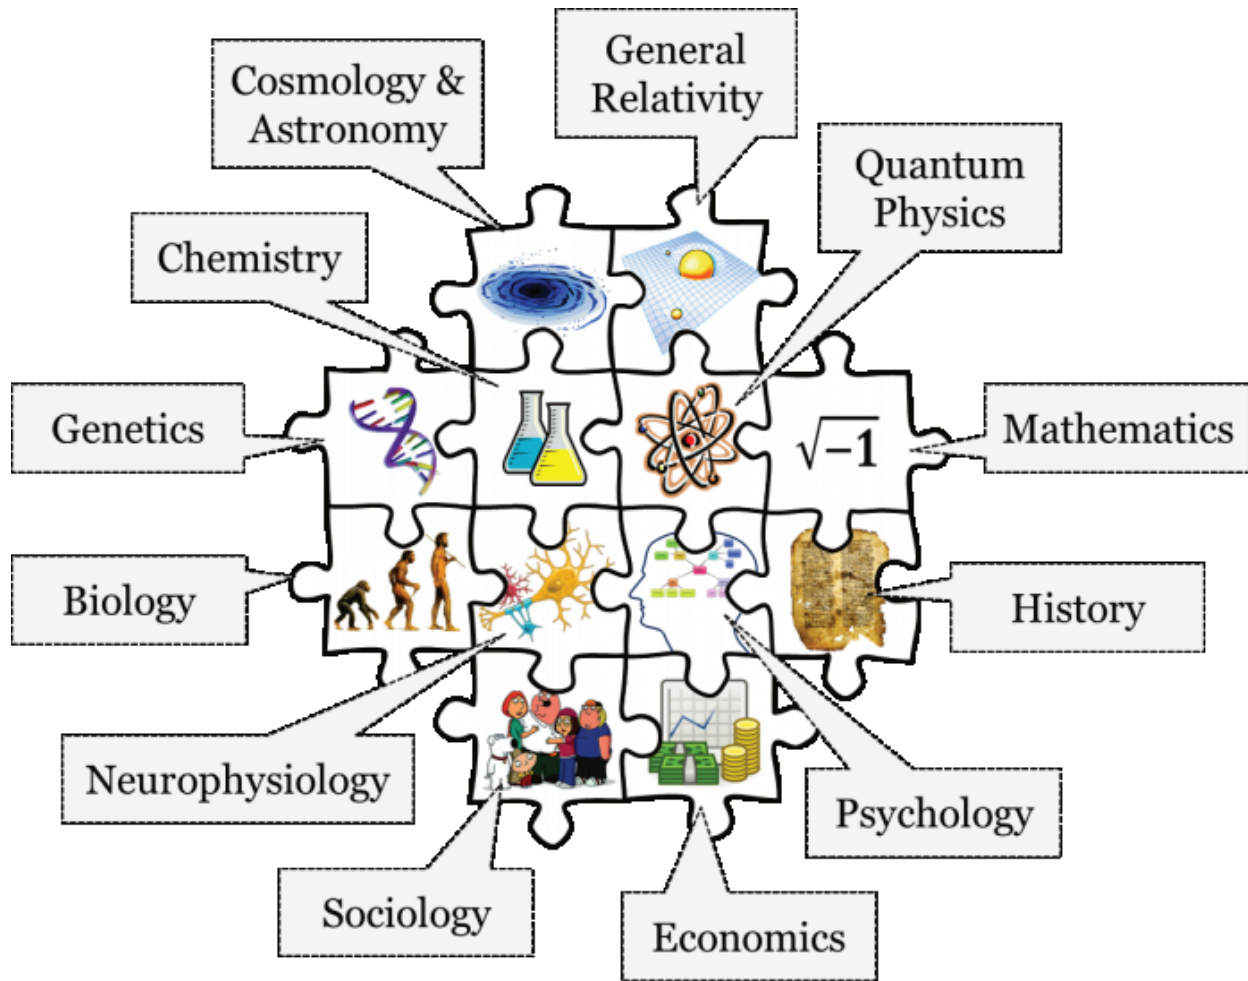 General
Relativity
Cosmology &
Astronomy
Quantum
Physics
Chemistry
Genetics
√-1
Mathematics
Biology
History
Neurophysiology
Psychology
Sociology
Economics